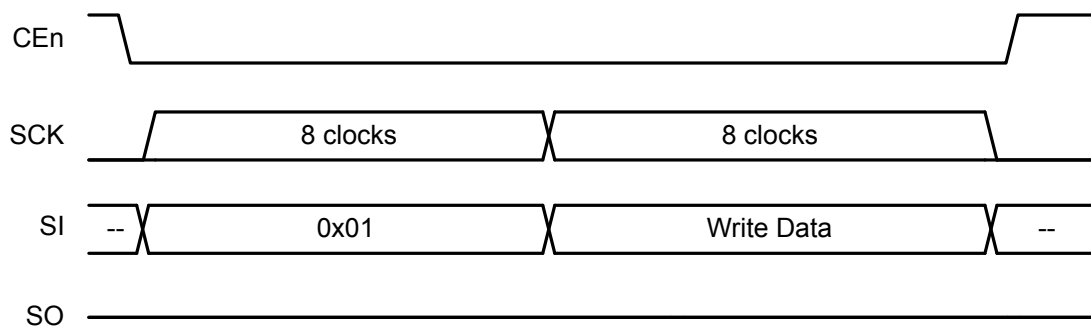 CEn
SCK 8 clocks 8 clocks
SI -- 0x01 Write Data --
SO